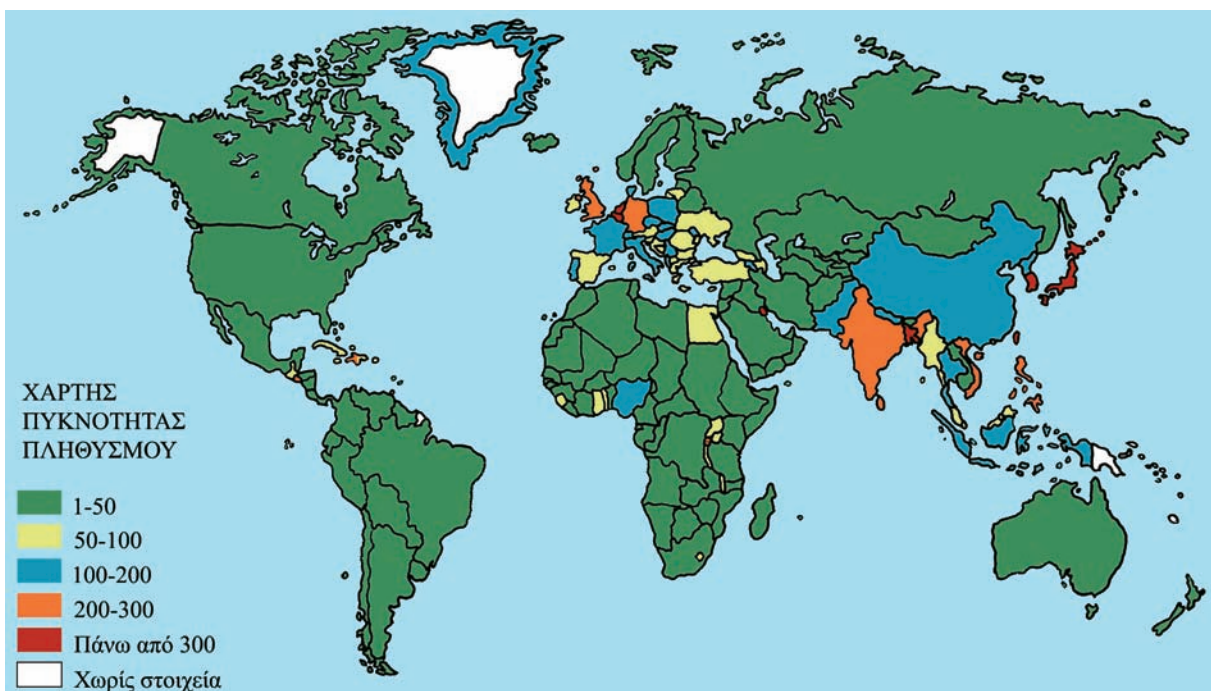 ΧΑΡΤΗΣ
ΠΥΚΝΟΤΗΤΑΣ
ΠΛΗΘΥΣΜΟΥ
1-50
50-100
100-200
200-300
Πάνω από 300
Χωρίς στοιχεία